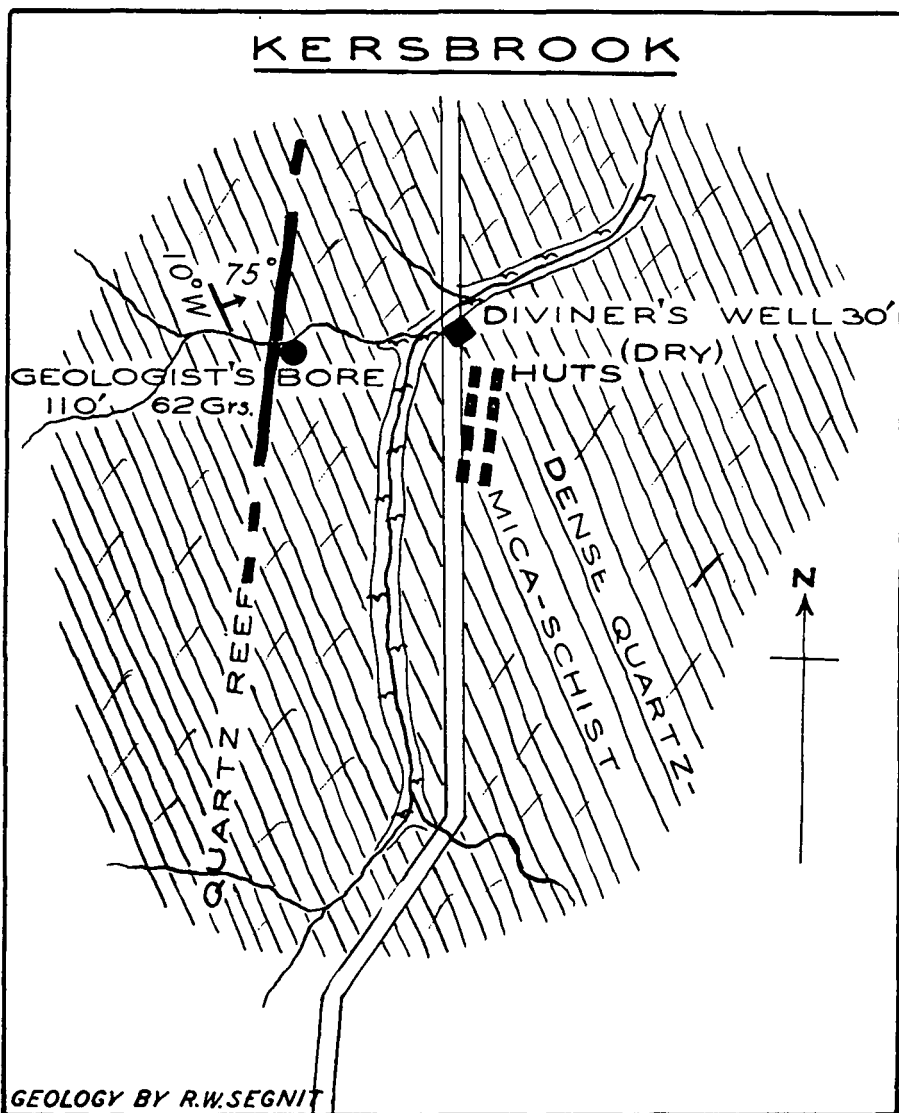 KERSBROOK
10° W
75°
DIVINER'S WELL 30'
(DRY)
GEOLOGIST'S BORE
110' 62 Grs.
HUTS
MICA-SCHIST
DENSE QUARTZ-
QUARTZ REEF
N
GEOLOGY BY R.W.SEGNIT